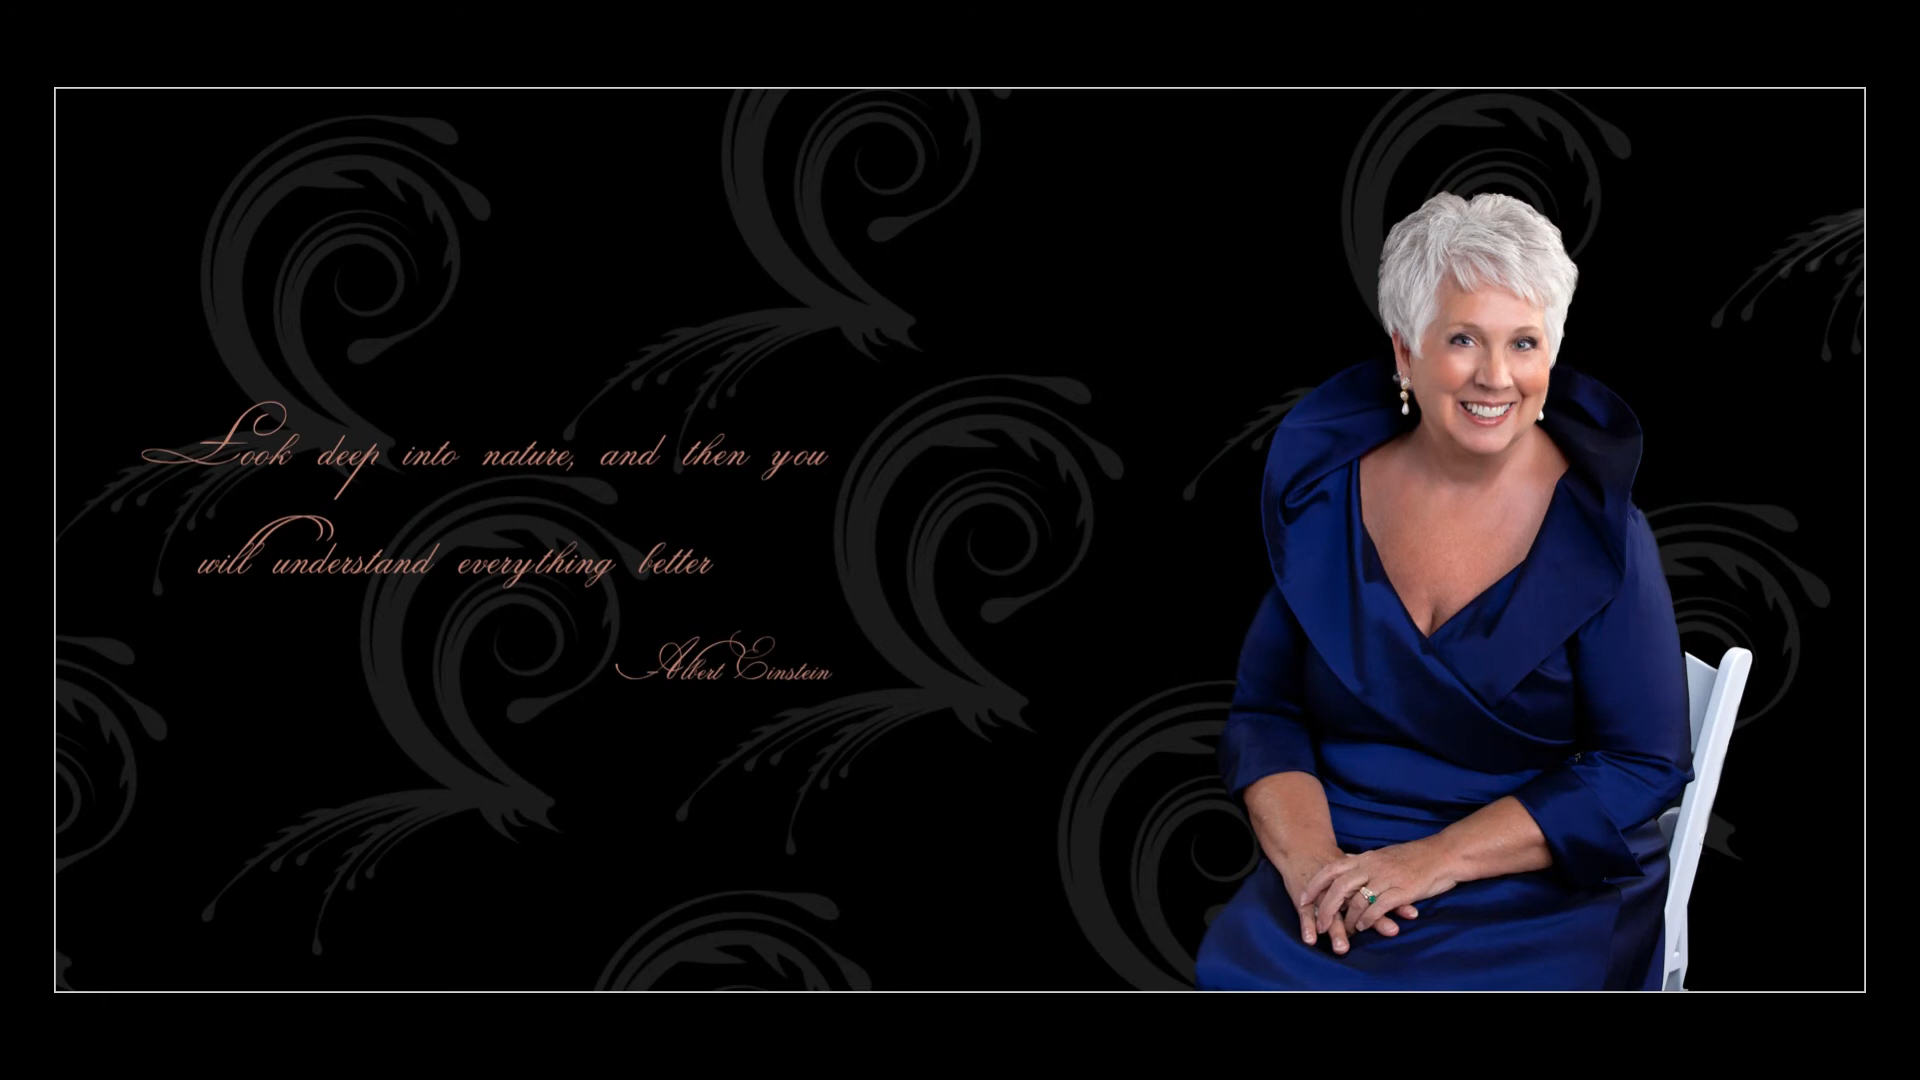 Look deep into nature, and then you
will understand everything better
Albert Einstein